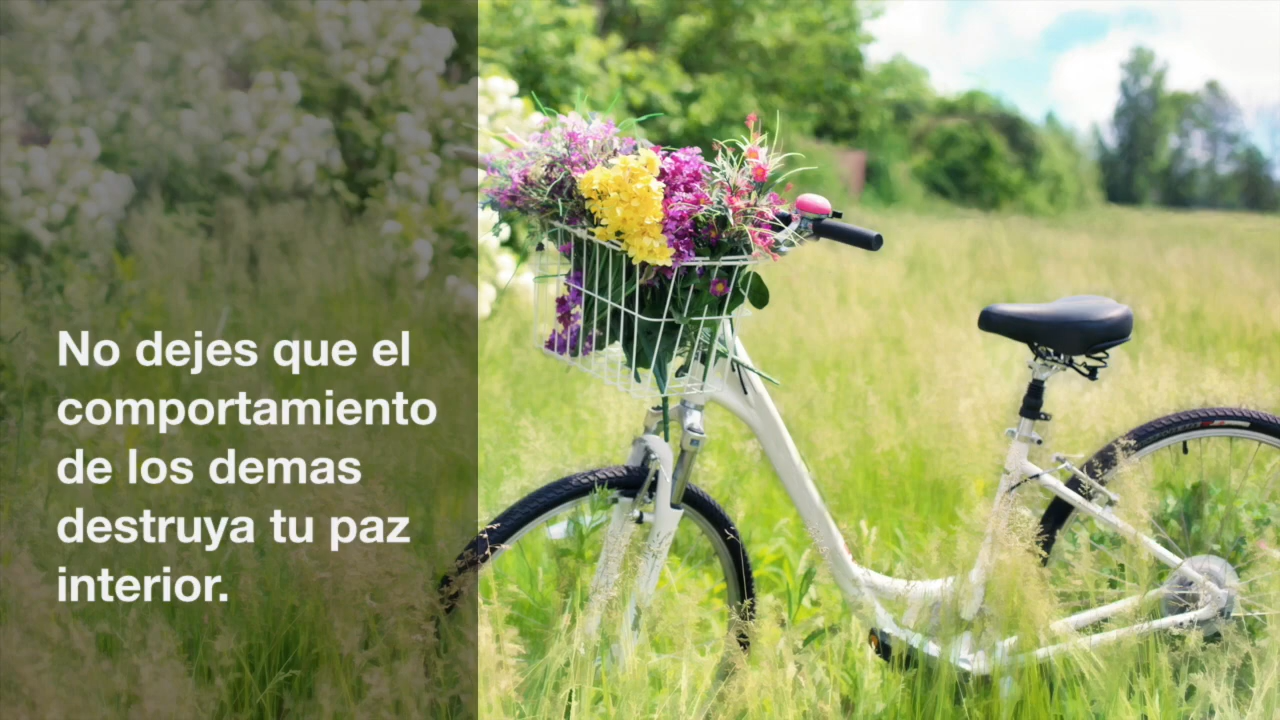 No dejes que el
comportamiento
de los demas
destruya tu paz
interior.